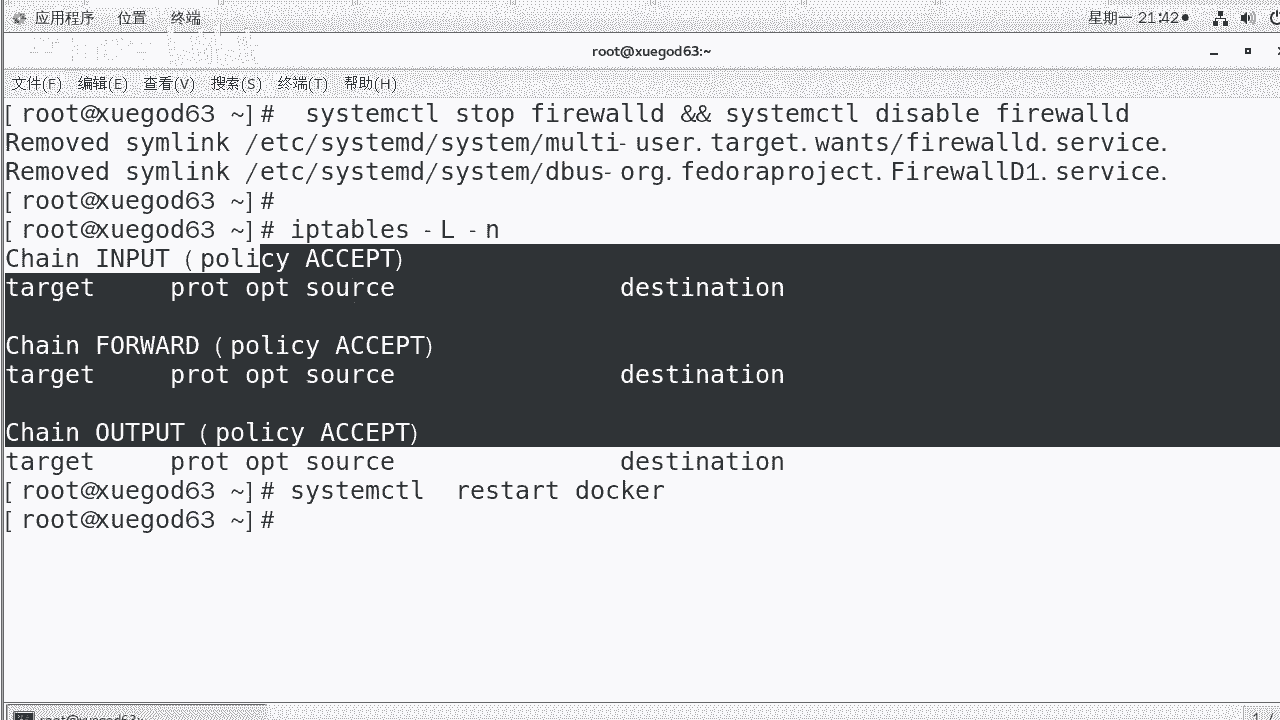 应用程序 位置 终端 星期一 21:42
root@xuegod63:~
文件(F) 编辑(E) 查看(V) 搜索(S) 终端(T) 帮助(H)
[root@xuegod63 ~]#  systemctl stop firewalld && systemctl disable firewalld
Removed symlink /etc/systemd/system/multi-user.target.wants/firewalld.service.
Removed symlink /etc/systemd/system/dbus-org.fedoraproject.FirewallD1.service.
[root@xuegod63 ~]#
[root@xuegod63 ~]# iptables -L -n
Chain INPUT (policy ACCEPT)
target     prot opt source               destination
Chain FORWARD (policy ACCEPT)
target     prot opt source               destination
Chain OUTPUT (policy ACCEPT)
target     prot opt source               destination
[root@xuegod63 ~]# systemctl  restart docker
[root@xuegod63 ~]#
root@xuegod63:~